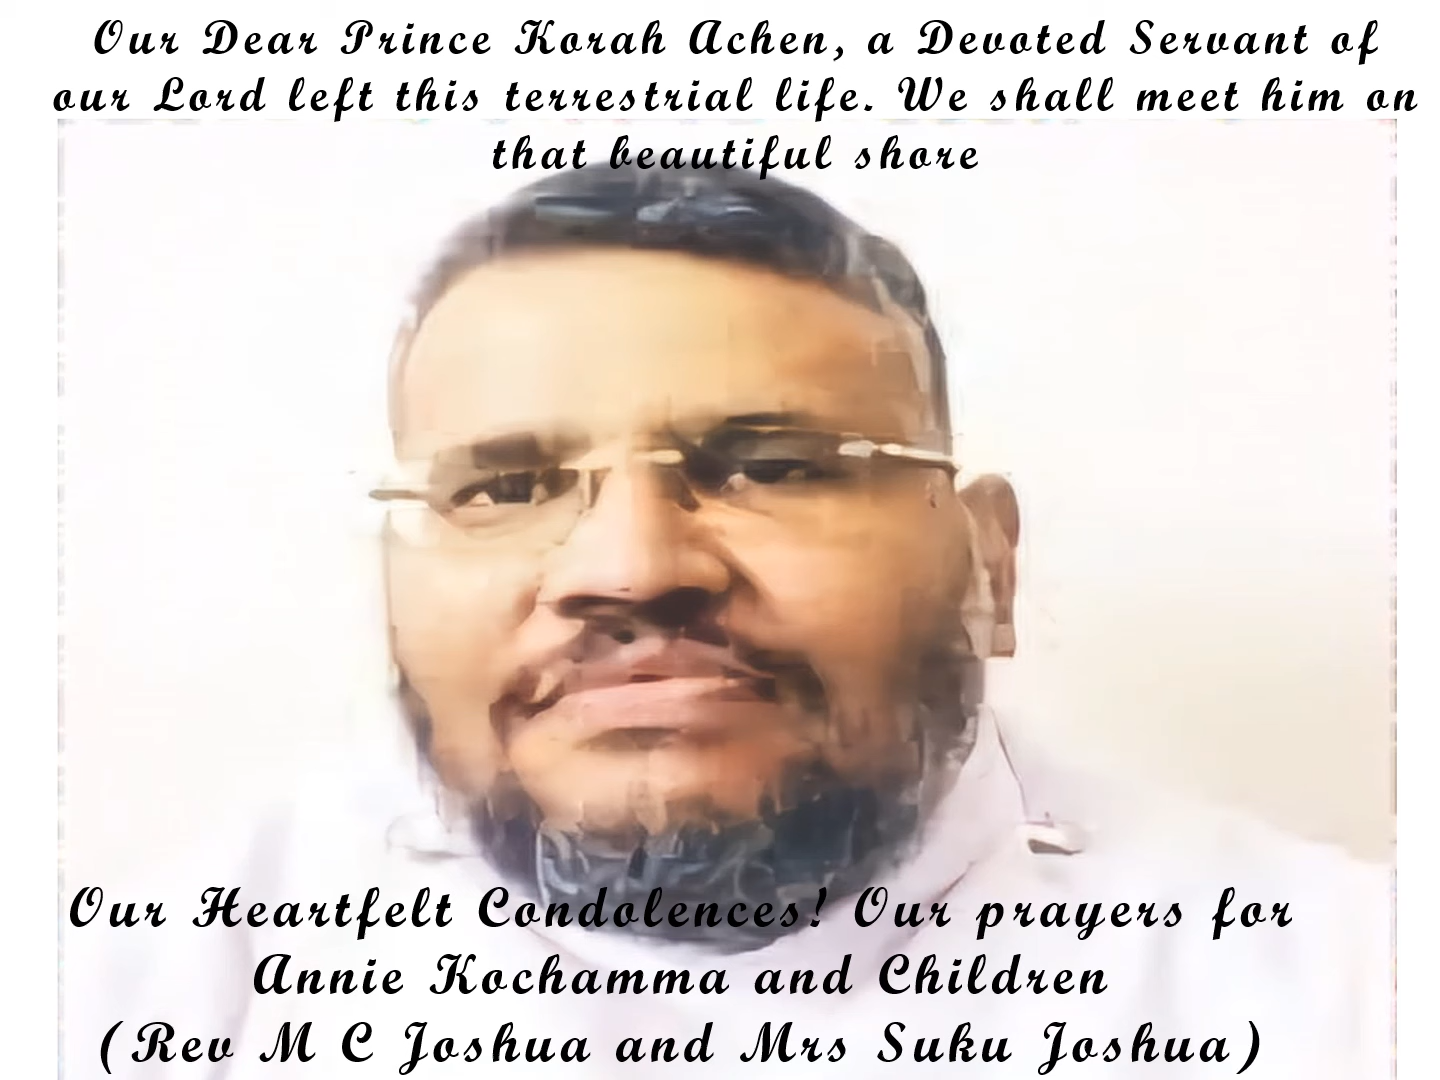 Our Dear Prince Korah Achen, a Devoted Servant of
our Lord left this terrestrial life. We shall meet him on
that beautiful shore
Our Heartfelt Condolences! Our prayers for
Annie Kochamma and Children
(Rev M C Joshua and Mrs Suku Joshua)